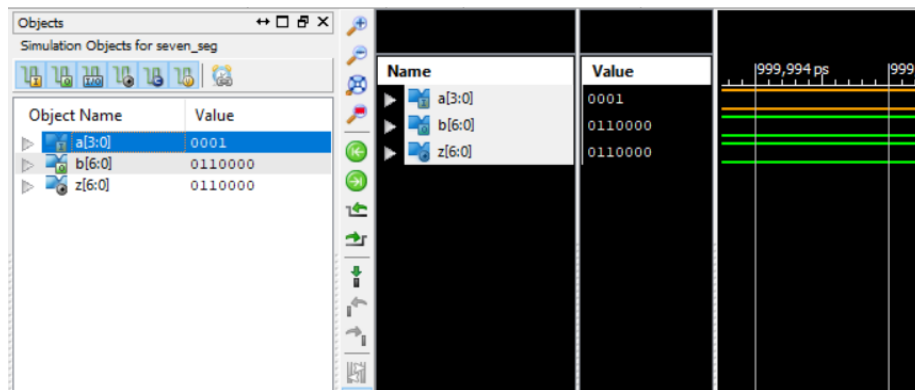 Objects
Simulation Objects for seven_seg
Object Name Value
a[3:0] 0001
b[6:0] 0110000
z[6:0] 0110000
Name Value
a[3:0] 0001
b[6:0] 0110000
z[6:0] 0110000
999,994 ps 999